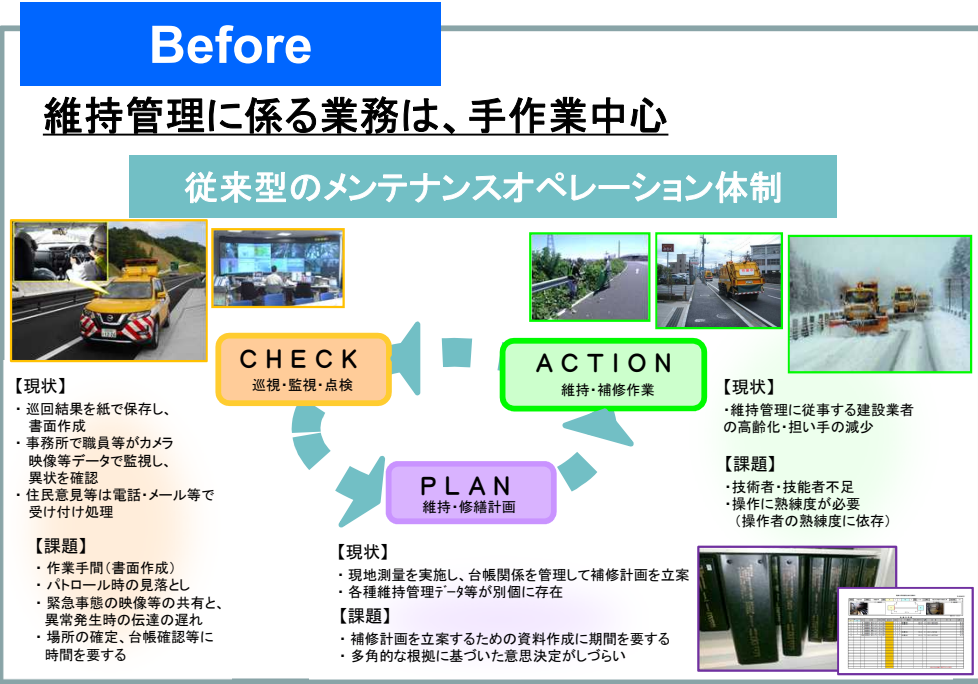 Before
維持管理に係る業務は、手作業中心
従来型のメンテナンスオペレーション体制
CHECK
巡視・監視・点検
ACTION
維持・補修作業
PLAN
維持・修繕計画
【現状】
・巡回結果を紙で保存し、
書面作成
・事務所で職員等がカメラ
映像等データで監視し、
異状を確認
・住民意見等は電話・メール等で
受け付け処理
【課題】
・作業手間（書面作成）
・パトロール時の見落とし
・緊急事態の映像等の共有と、
異常発生時の伝達の遅れ
・場所の確定、台帳確認等に
時間を要する
【現状】
・現地測量を実施し、台帳関係を管理して補修計画を立案
・各種維持管理ﾃﾞｰﾀ等が別個に存在
【課題】
・補修計画を立案するための資料作成に期間を要する
・多角的な根拠に基づいた意思決定がしづらい
【現状】
・維持管理に従事する建設業者
の高齢化・担い手の減少
【課題】
・技術者・技能者不足
・操作に熟練度が必要
（操作者の熟練度に依存）